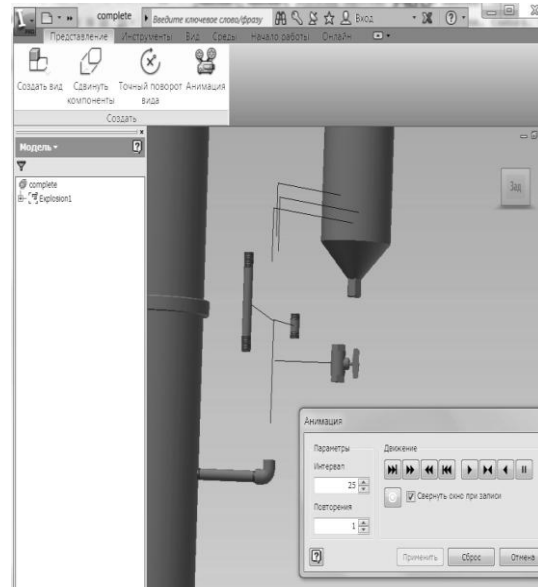 complete
Введите ключевое слово/фразу
Вход
Представление Инструменты Вид Среды Начало работы Онлайн
Создать вид
Сдвинуть компоненты
Точный поворот вида
Анимация
Создать
Модель
complete
Explosion1
Зад
Анимация
Параметры
Интервал
25
Повторения
1
Движение
Свернуть окно при записи
Применить Сброс Отмена